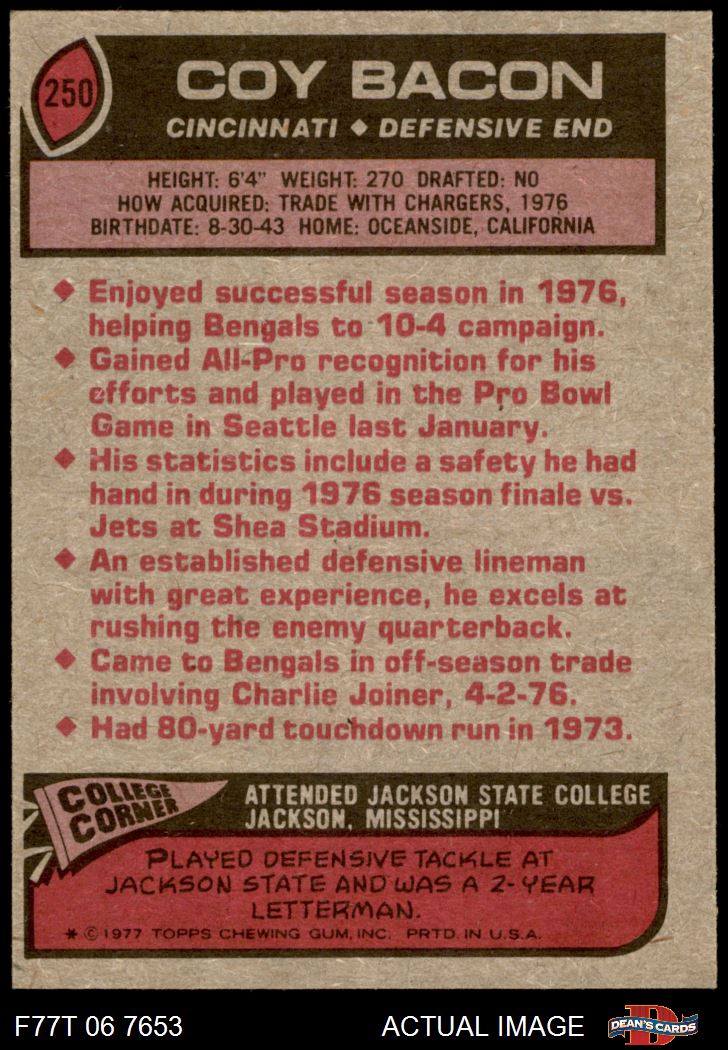 250
COY BACON
CINCINNATI ◆ DEFENSIVE END
HEIGHT: 6'4" WEIGHT: 270 DRAFTED: NO
HOW ACQUIRED: TRADE WITH CHARGERS, 1976
BIRTHDATE: 8-30-43 HOME: OCEANSIDE, CALIFORNIA
◆ Enjoyed successful season in 1976,
helping Bengals to 10-4 campaign.
◆ Gained All-Pro recognition for his
efforts and played in the Pro Bowl
Game in Seattle last January.
◆ His statistics include a safety he had
hand in during 1976 season finale vs.
Jets at Shea Stadium.
◆ An established defensive lineman
with great experience, he excels at
rushing the enemy quarterback.
◆ Came to Bengals in off-season trade
involving Charlie Joiner, 4-2-76.
◆ Had 80-yard touchdown run in 1973.
COLLEGE
CORNER
ATTENDED JACKSON STATE COLLEGE
JACKSON, MISSISSIPPI
PLAYED DEFENSIVE TACKLE AT
JACKSON STATE AND WAS A 2-YEAR
LETTERMAN.
* © 1977 TOPPS CHEWING GUM, INC. PRTD. IN U.S.A.
F77T 06 7653
ACTUAL IMAGE
D
DEAN'S CARDS